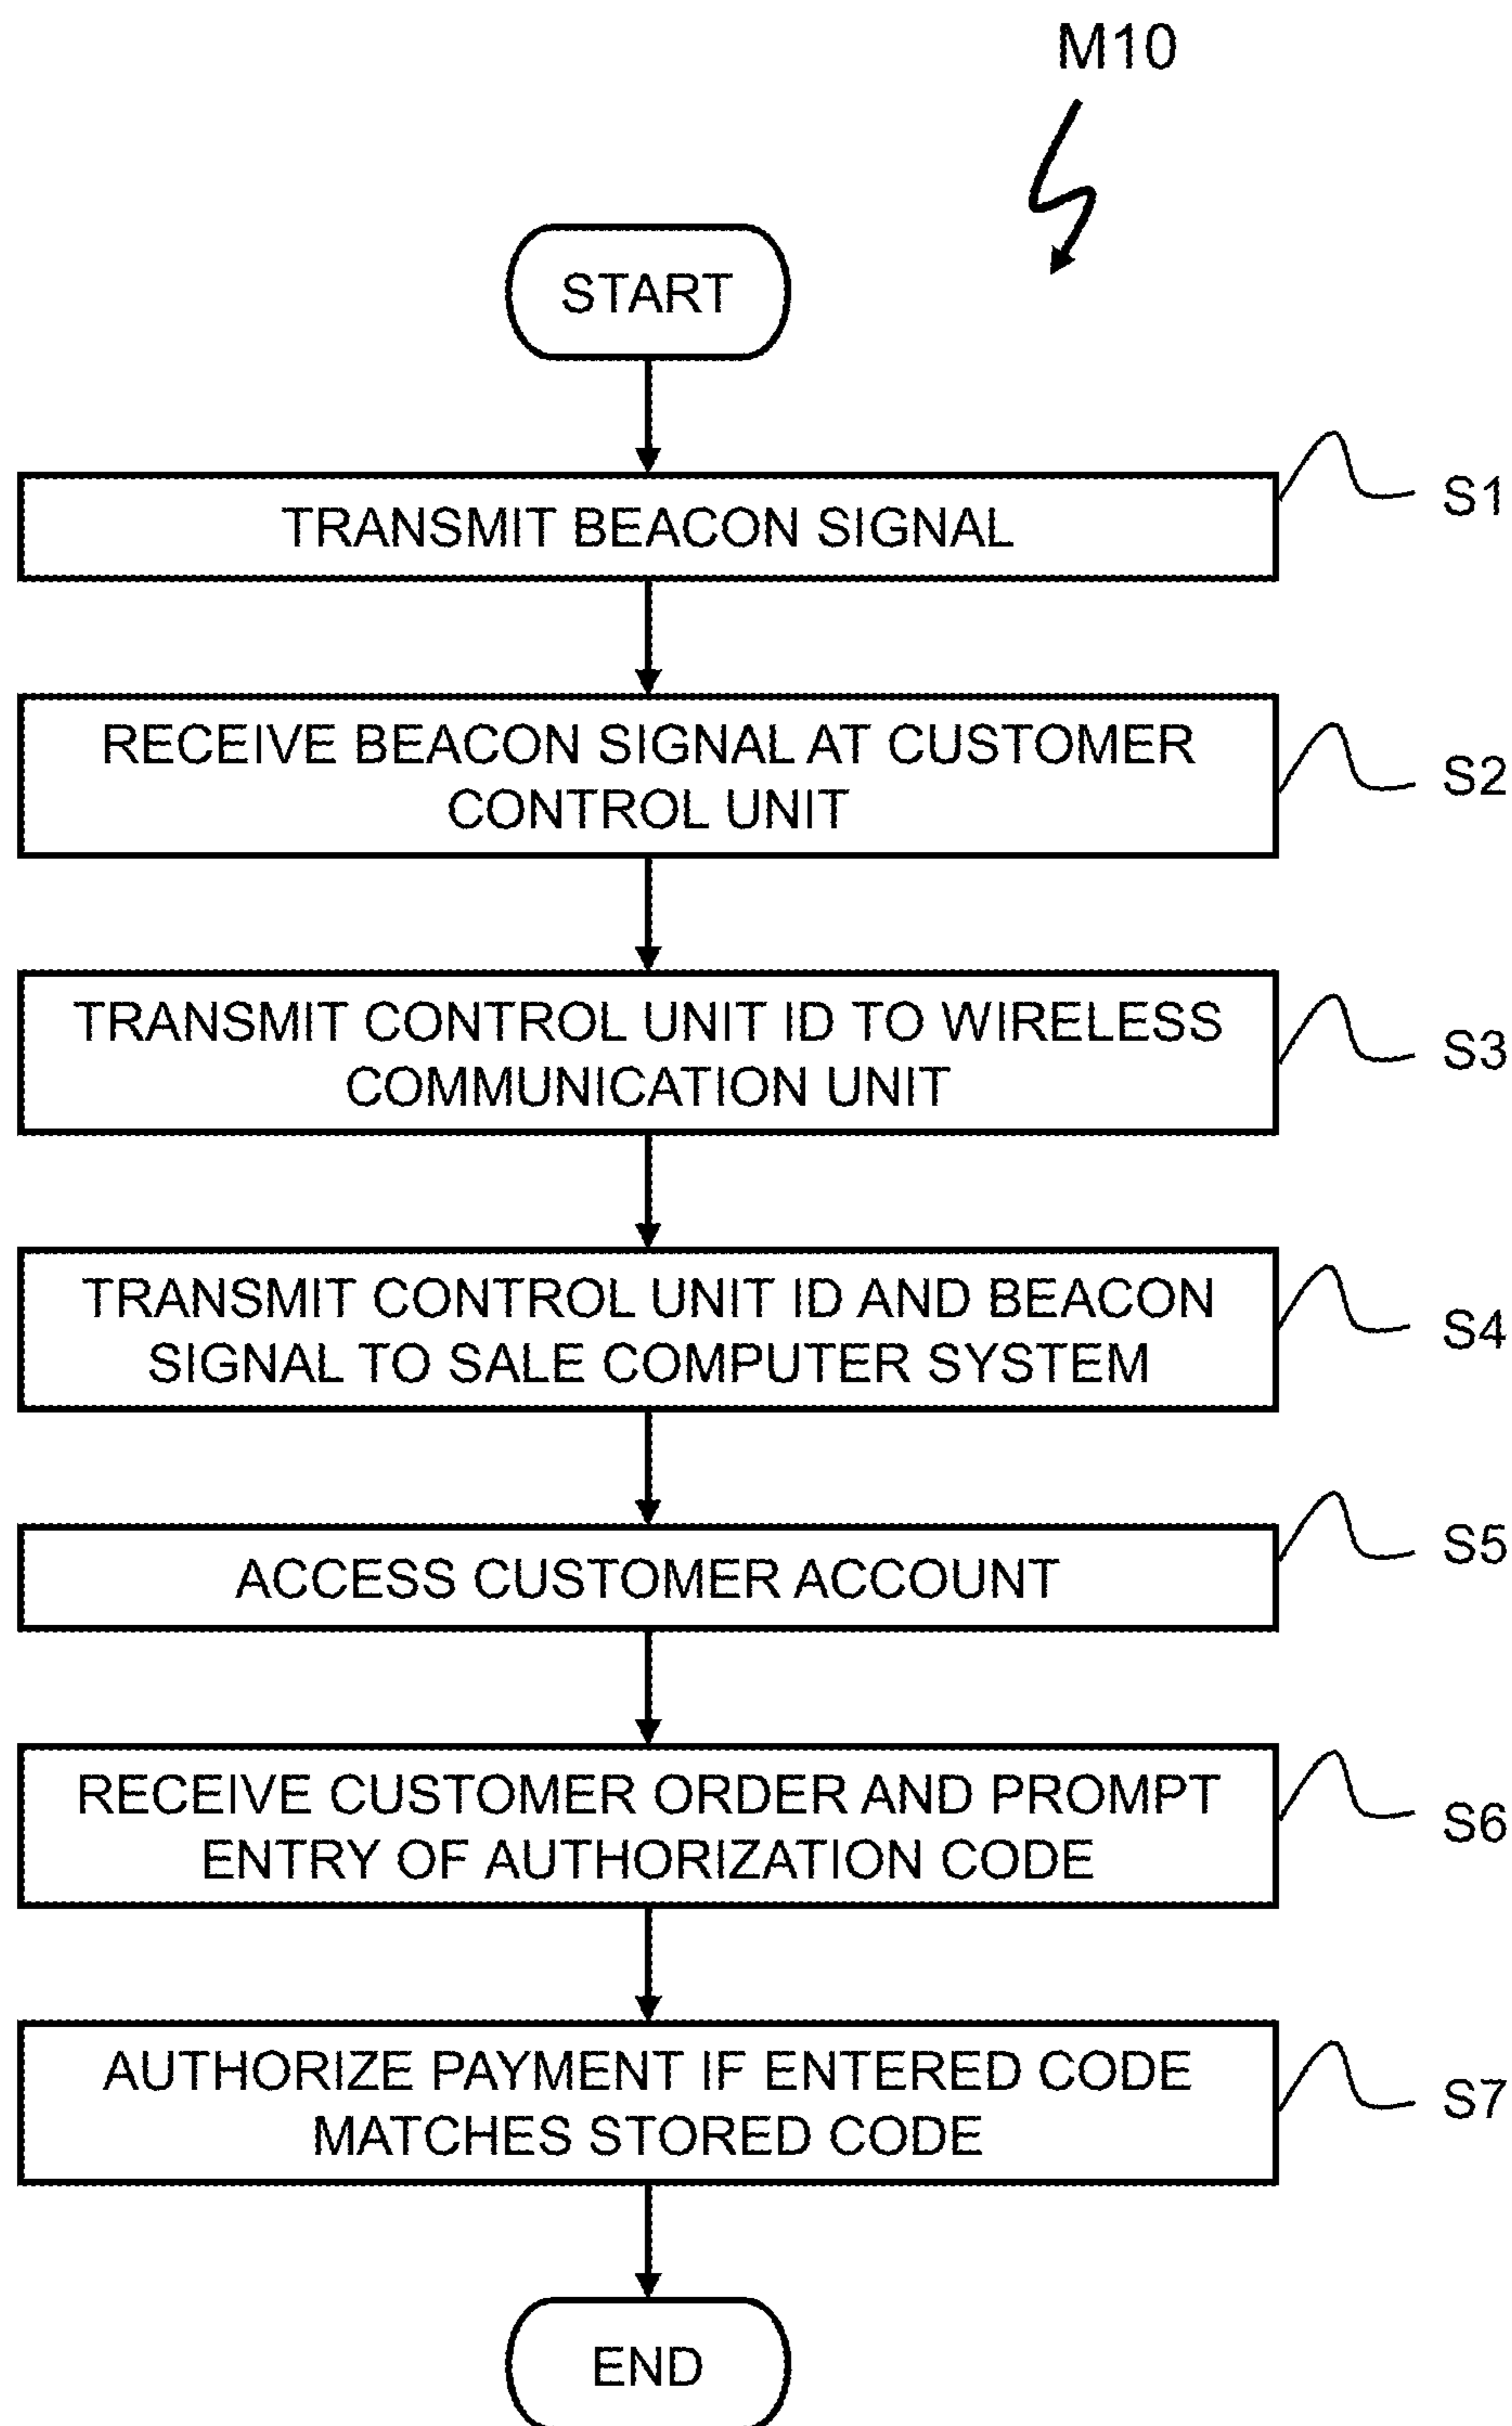 M10
START
TRANSMIT BEACON SIGNAL
S1
RECEIVE BEACON SIGNAL AT CUSTOMER
CONTROL UNIT
S2
TRANSMIT CONTROL UNIT ID TO WIRELESS
COMMUNICATION UNIT
S3
TRANSMIT CONTROL UNIT ID AND BEACON
SIGNAL TO SALE COMPUTER SYSTEM
S4
ACCESS CUSTOMER ACCOUNT
S5
RECEIVE CUSTOMER ORDER AND PROMPT
ENTRY OF AUTHORIZATION CODE
S6
AUTHORIZE PAYMENT IF ENTERED CODE
MATCHES STORED CODE
S7
END